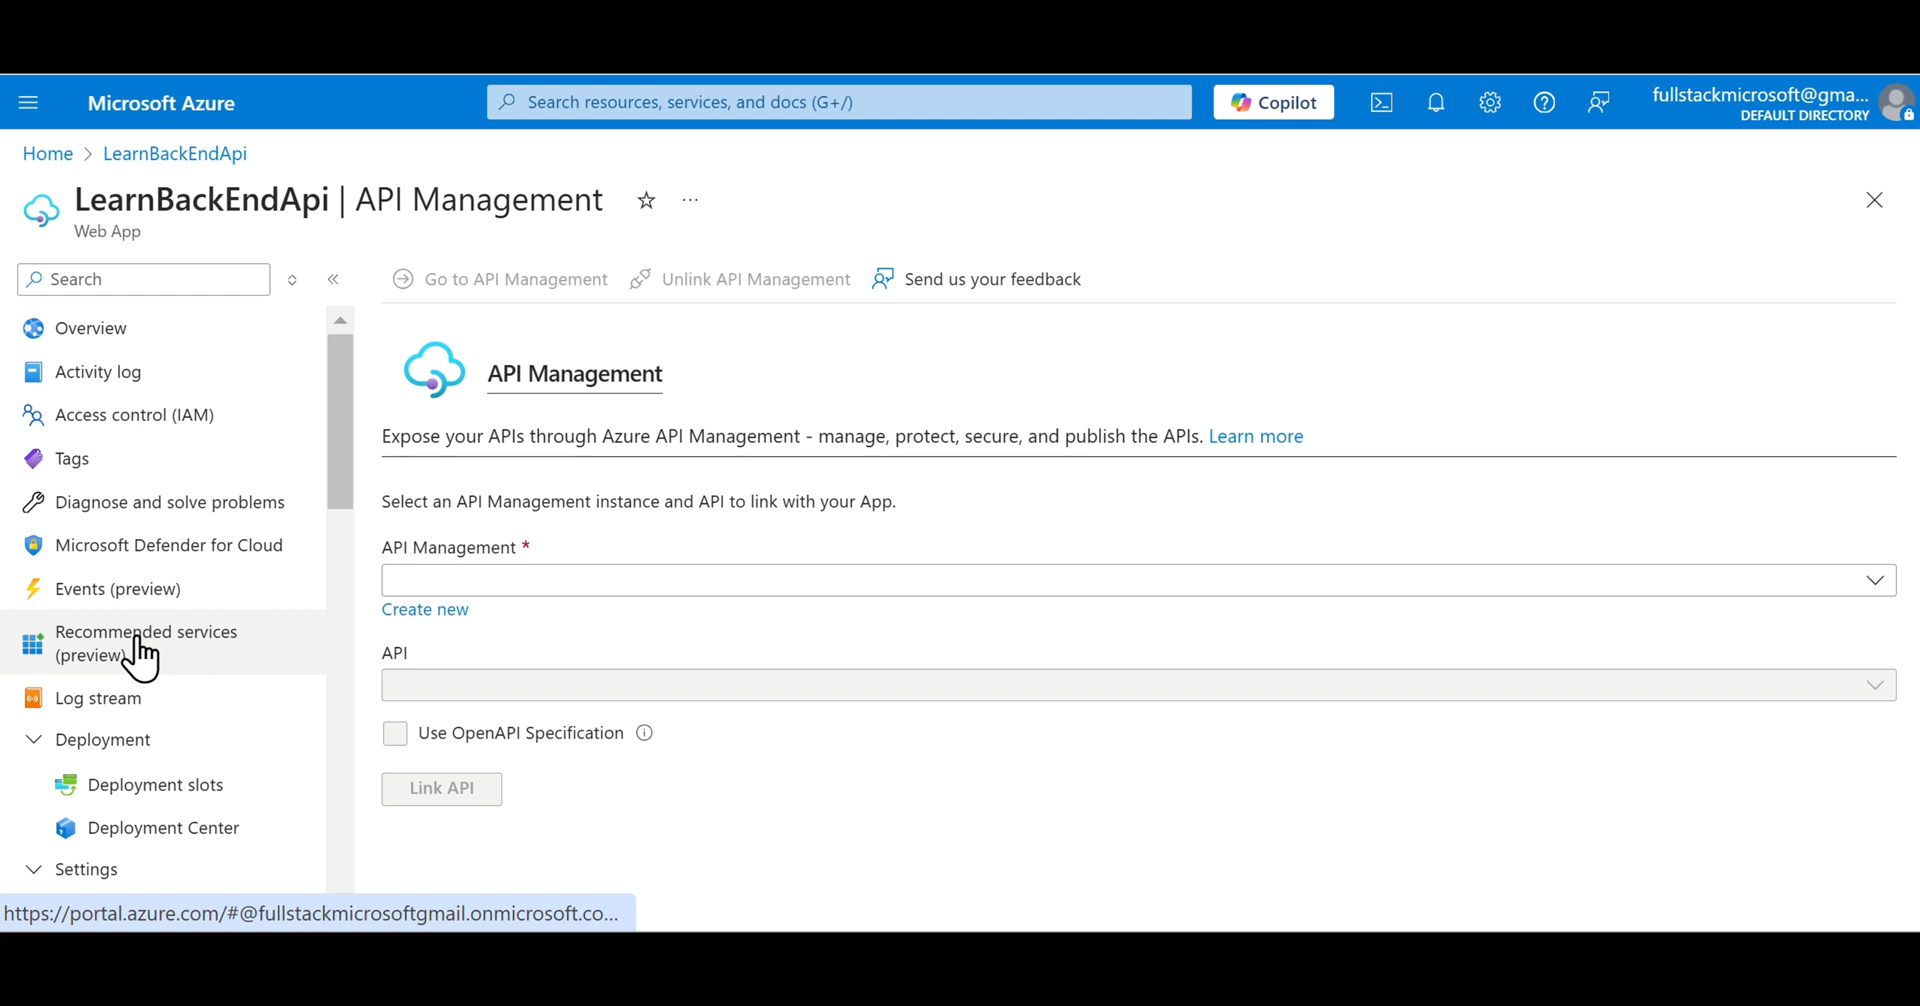 Microsoft Azure
Search resources, services, and docs (G+/)
Copilot
fullstackmicrosoft@gma...
DEFAULT DIRECTORY
Home > LearnBackEndApi
LearnBackEndApi | API Management
Web App
Search
Go to API Management
Unlink API Management
Send us your feedback
Overview
Activity log
Access control (IAM)
Tags
Diagnose and solve problems
Microsoft Defender for Cloud
Events (preview)
Recommended services
(preview)
Log stream
Deployment
Deployment slots
Deployment Center
Settings
API Management
Expose your APIs through Azure API Management - manage, protect, secure, and publish the APIs. Learn more
Select an API Management instance and API to link with your App.
API Management *
Create new
API
Use OpenAPI Specification
Link API
https://portal.azure.com/#@fullstackmicrosoftgmail.onmicrosoft.co...